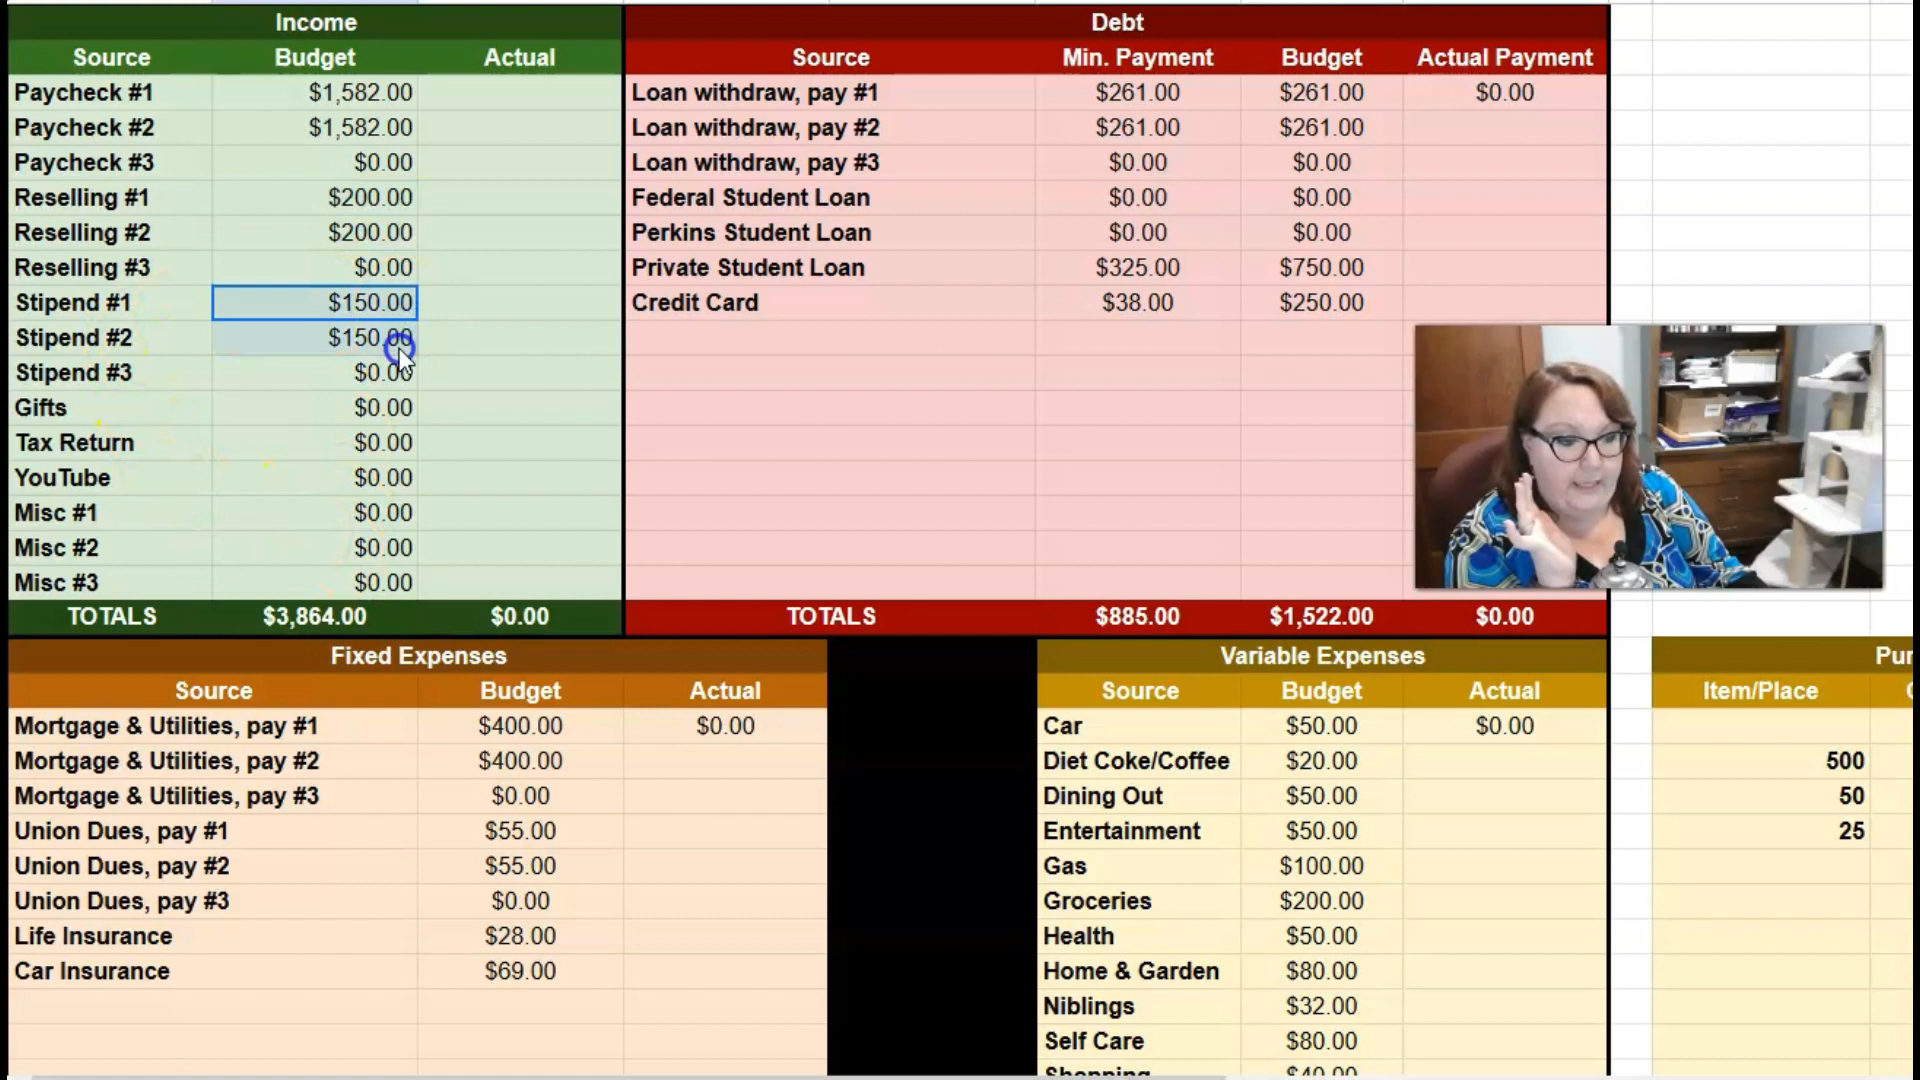 Income
Source Budget Actual
Paycheck #1 $1,582.00
Paycheck #2 $1,582.00
Paycheck #3 $0.00
Reselling #1 $200.00
Reselling #2 $200.00
Reselling #3 $0.00
Stipend #1 $150.00
Stipend #2 $150.00
Stipend #3 $0.00
Gifts $0.00
Tax Return $0.00
YouTube $0.00
Misc #1 $0.00
Misc #2 $0.00
Misc #3 $0.00
TOTALS $3,864.00 $0.00
Debt
Source Min. Payment Budget Actual Payment
Loan withdraw, pay #1 $261.00 $261.00 $0.00
Loan withdraw, pay #2 $261.00 $261.00
Loan withdraw, pay #3 $0.00 $0.00
Federal Student Loan $0.00 $0.00
Perkins Student Loan $0.00 $0.00
Private Student Loan $325.00 $750.00
Credit Card $38.00 $250.00
TOTALS $885.00 $1,522.00 $0.00
Fixed Expenses
Source Budget Actual
Mortgage & Utilities, pay #1 $400.00 $0.00
Mortgage & Utilities, pay #2 $400.00
Mortgage & Utilities, pay #3 $0.00
Union Dues, pay #1 $55.00
Union Dues, pay #2 $55.00
Union Dues, pay #3 $0.00
Life Insurance $28.00
Car Insurance $69.00
Variable Expenses
Source Budget Actual
Car $50.00 $0.00
Diet Coke/Coffee $20.00
Dining Out $50.00
Entertainment $50.00
Gas $100.00
Groceries $200.00
Health $50.00
Home & Garden $80.00
Niblings $32.00
Self Care $80.00
Shopping $40.00
Pur
Item/Place
500
50
25